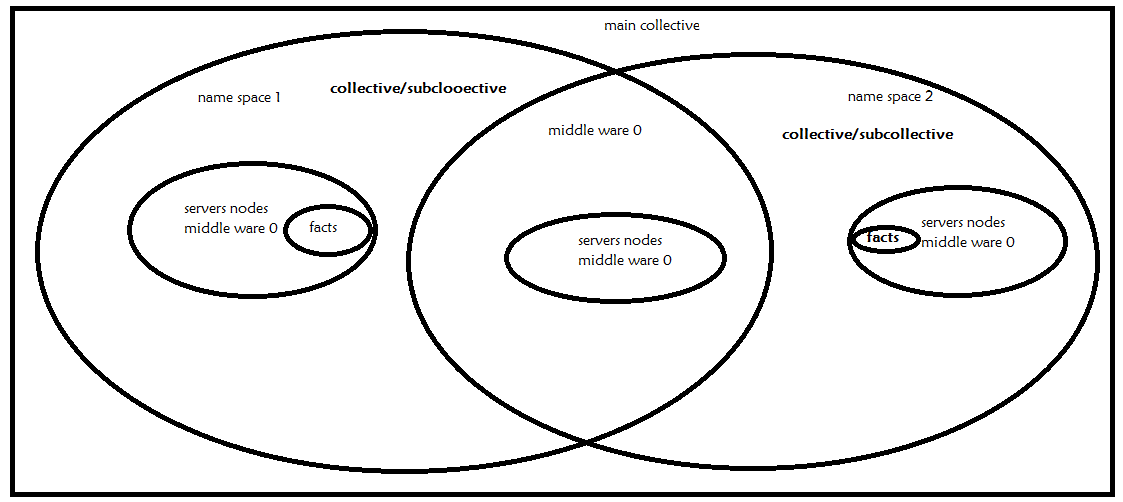 main collective
name space 1
collective/subclooective
middle ware 0
name space 2
collective/subcollective
servers nodes
middle ware 0
facts
servers nodes
middle ware 0
facts
servers nodes
middle ware 0